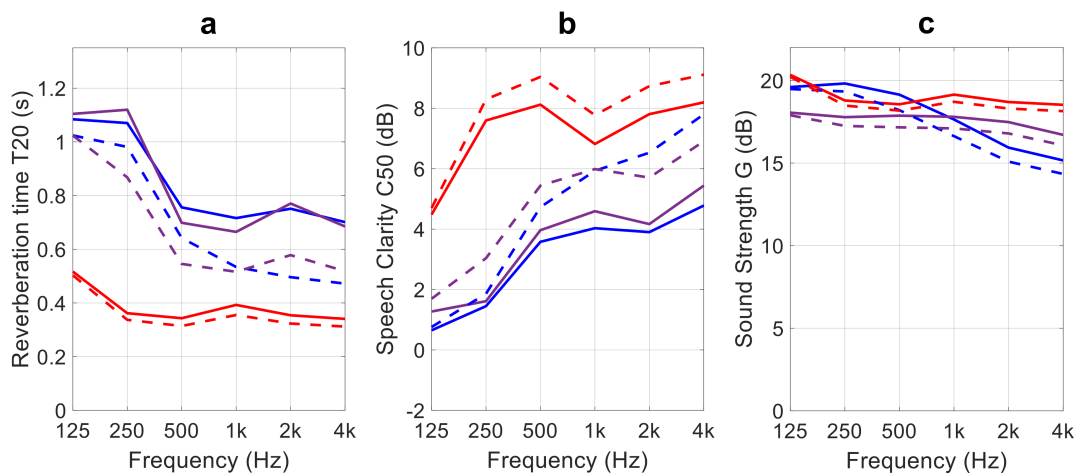 a
Reverberation time T20 (s)
1.2
1
0.8
0.6
0.4
0.2
0
125 250 500 1k 2k 4k
Frequency (Hz)
b
Speech Clarity C50 (dB)
10
8
6
4
2
0
-2
125 250 500 1k 2k 4k
Frequency (Hz)
c
Sound Strength G (dB)
20
15
10
5
0
125 250 500 1k 2k 4k
Frequency (Hz)